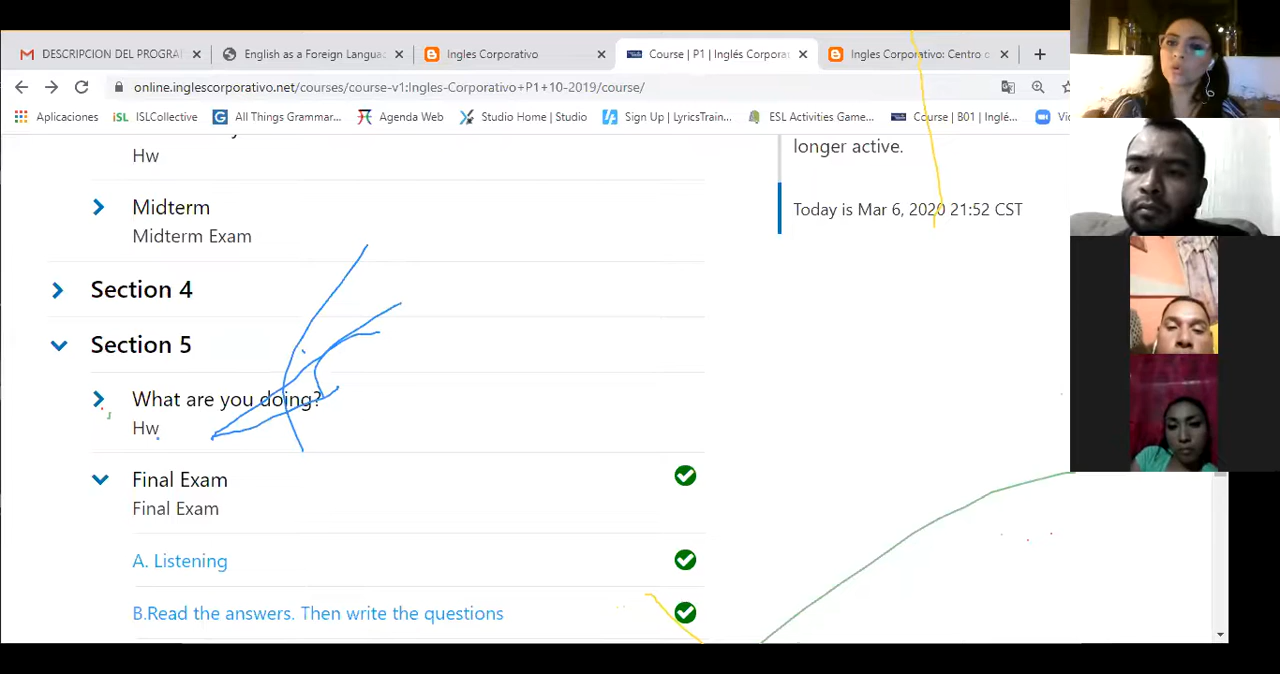 DESCRIPCION DEL PROGRA
English as a Foreign Langua
Ingles Corporativo
Course | P1 | Inglés Corpora
Ingles Corporativo: Centro
online.inglescorporativo.net/courses/course-v1:Ingles-Corporativo+P1+10-2019/course/
Aplicaciones
iSL ISLCollective
G All Things Grammar...
Agenda Web
Studio Home | Studio
Sign Up | LyricsTrain...
ESL Activities Game...
Course | B01 | Inglé...
Hw
longer active.
Midterm
Midterm Exam
Today is Mar 6, 2020 21:52 CST
Section 4
Section 5
What are you doing?
Hw
Final Exam
Final Exam
A. Listening
B.Read the answers. Then write the questions